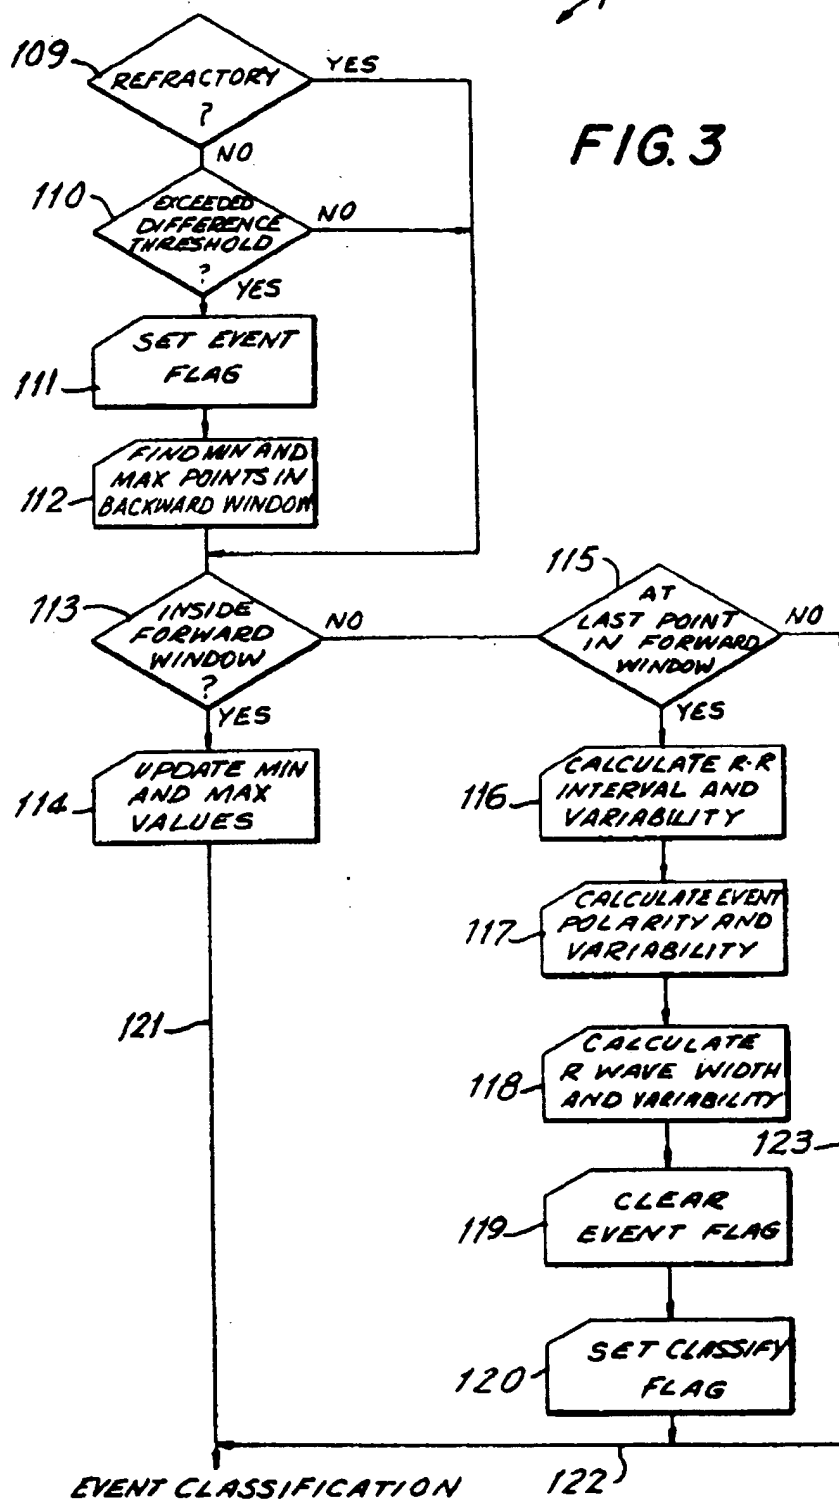 FIG. 3
109
REFRACTORY
?
YES
NO
110
EXCEEDED
DIFFERENCE
THRESHOLD
?
NO
YES
111
SET EVENT
FLAG
112
FIND MIN AND
MAX POINTS IN
BACKWARD WINDOW
113
INSIDE
FORWARD
WINDOW
?
NO
YES
114
UPDATE MIN
AND MAX
VALUES
115
AT
LAST POINT
IN FORWARD
WINDOW
NO
YES
116
CALCULATE R-R
INTERVAL AND
VARIABILITY
117
CALCULATE EVENT
POLARITY AND
VARIABILITY
118
CALCULATE
R WAVE WIDTH
AND VARIABILITY
119
CLEAR
EVENT FLAG
120
SET CLASSIFY
FLAG
121
122
123
EVENT CLASSIFICATION